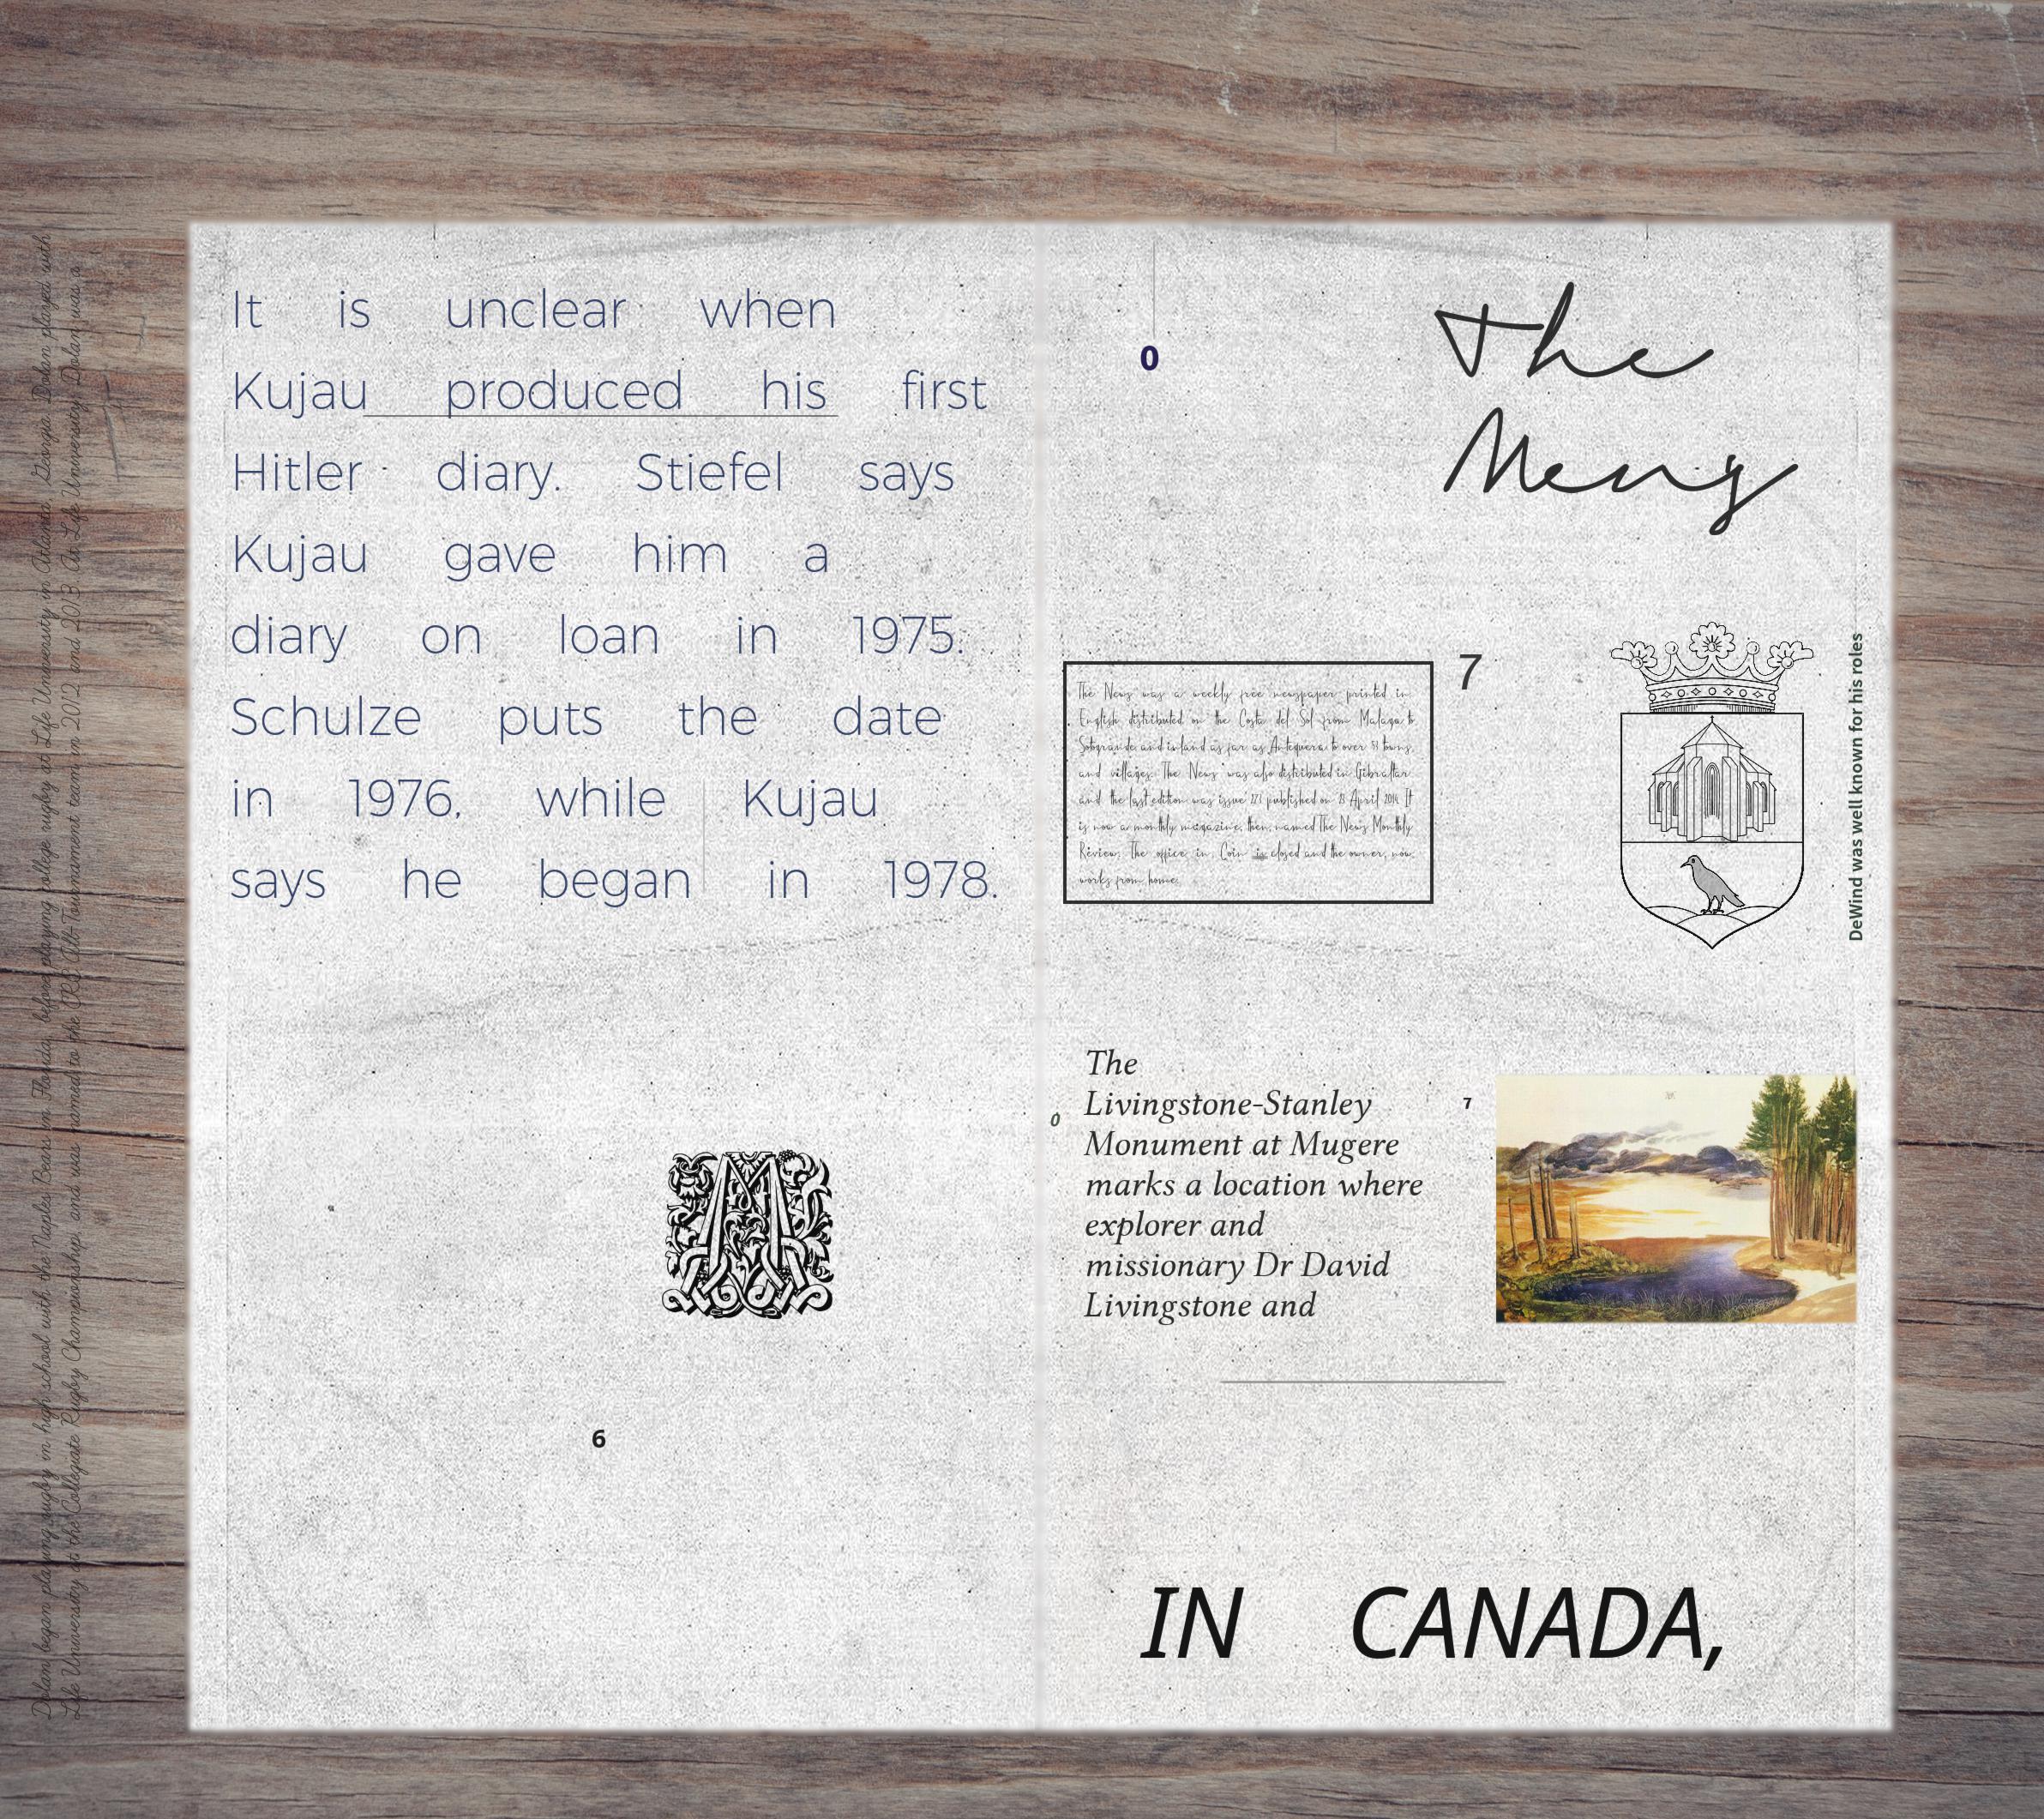 It is unclear when
Kujau produced his first
Hitler diary. Stiefel says
Kujau gave him a
diary on loan in 1975.
Schulze puts the date
in 1976, while Kujau
says he began in 1978.
6
0
The
Meng
7
The News was a weekly free newspaper printed in
English distributed on the Costa del Sol from Malaga to
Sotogrande and inland as far as Antequera to over 51 towns,
and villages. The News was also distributed in Gibraltar
and the last edition was issue published on 23 April 2014. It
is now a monthly magazine, then, named The News Monthly
Review. The office in Coin is closed and the owner, now,
works from home.
DeWind was well known for his roles
0
The
Livingstone-Stanley
Monument at Mugere
marks a location where
explorer and
missionary Dr David
Livingstone and
7
IN CANADA,
Dolan began playing rugby in high school with the Naples Bears in Florida, before playing college rugby at Life University in Atlanta, Georgia. Dolan played with
Life University at the Collegiate Rugby Championship, and was named to the CRC All-Tournament team in 2012 and 2013. At Life University, Dolan was a